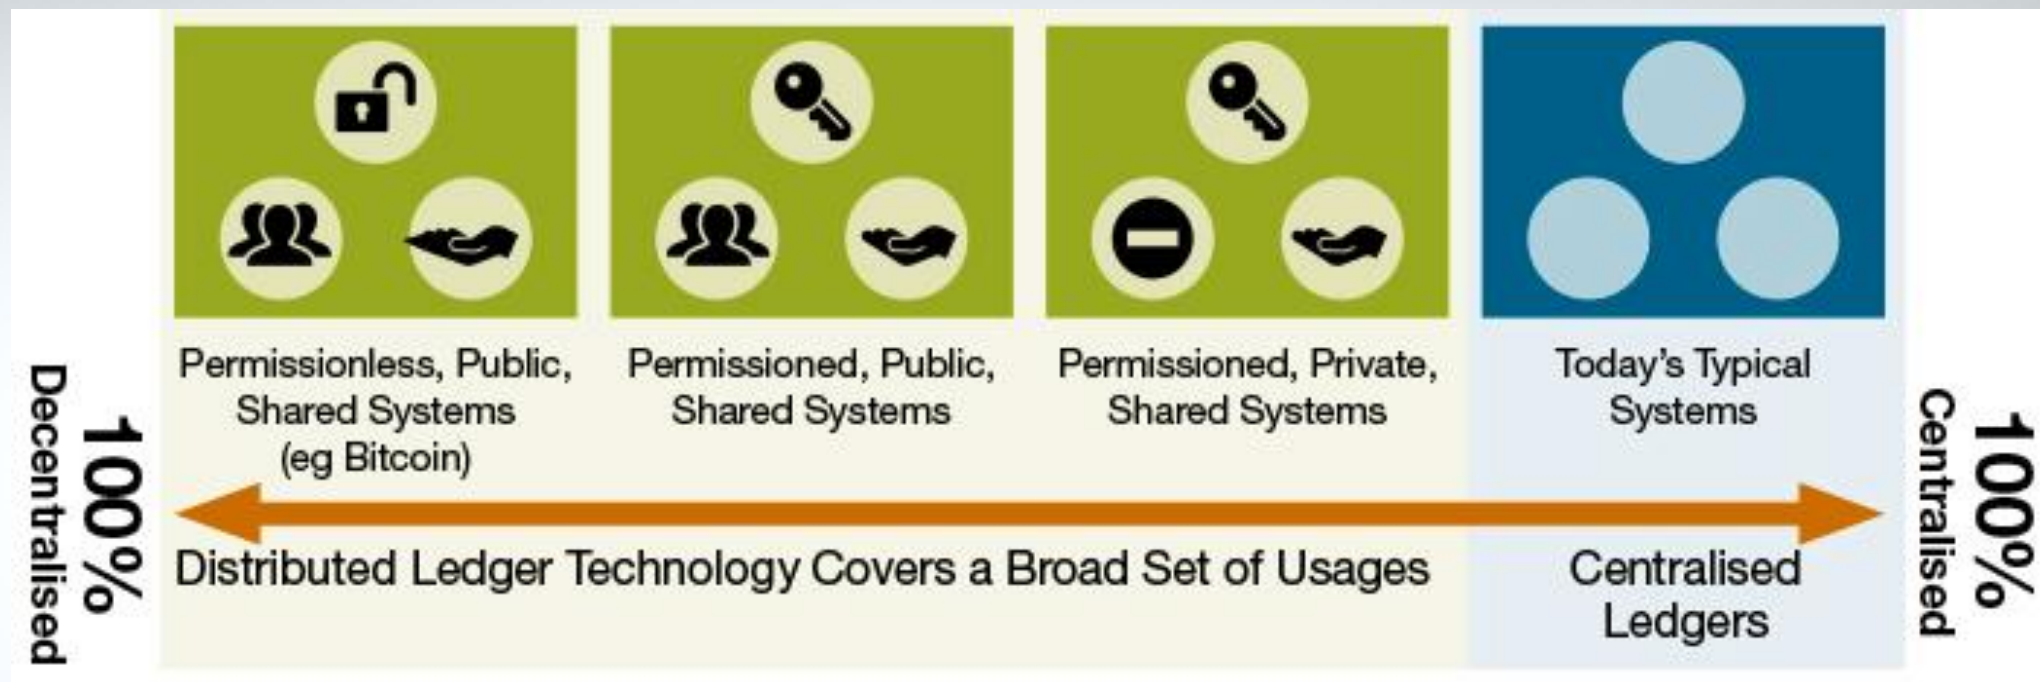 Permissionless, Public,
Shared Systems
(eg Bitcoin)
Permissioned, Public,
Shared Systems
Permissioned, Private,
Shared Systems
Today's Typical
Systems
100%
Decentralised
100%
Centralised
Distributed Ledger Technology Covers a Broad Set of Usages
Centralised
Ledgers